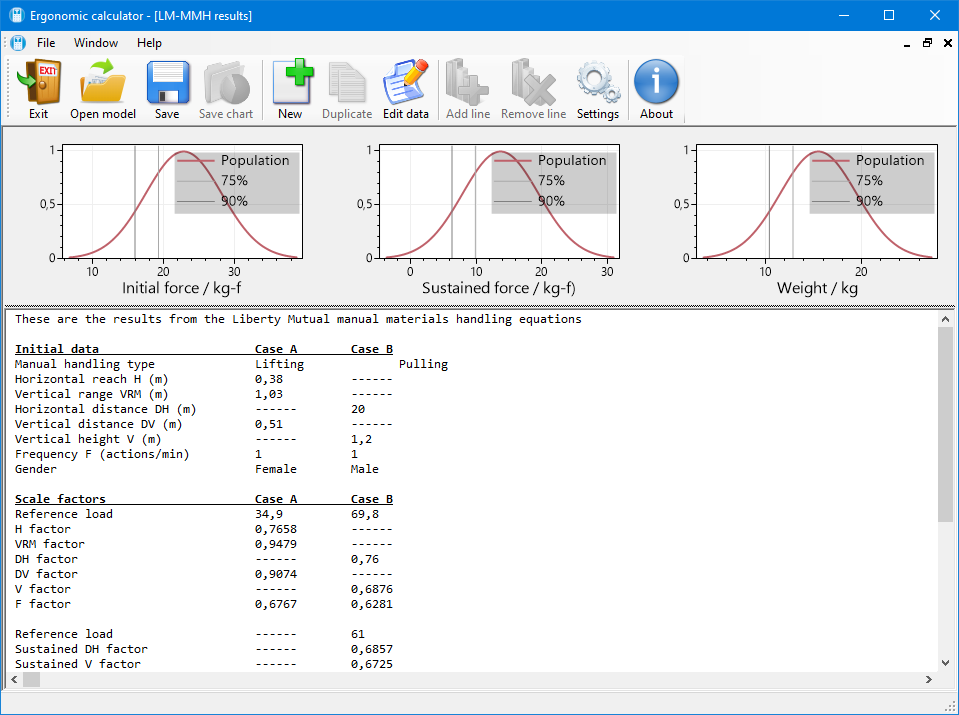 Ergonomic calculator - [LM-MMH results]
File Window Help
EXIT
Exit Open model Save Save chart New Duplicate Edit data Add line Remove line Settings About
1
0,5
0
Population
75%
90%
10 20 30
Initial force / kg-f
1
0,5
0
Population
75%
90%
0 10 20 30
Sustained force / kg-f)
1
0,5
0
Population
75%
90%
10 20
Weight / kg
These are the results from the Liberty Mutual manual materials handling equations
Initial data Case A Case B
Manual handling type Lifting Pulling
Horizontal reach H (m) 0,38 ------
Vertical range VRM (m) 1,03 ------
Horizontal distance DH (m) ------ 20
Vertical distance DV (m) 0,51 ------
Vertical height V (m) ------ 1,2
Frequency F (actions/min) 1 1
Gender Female Male
Scale factors Case A Case B
Reference load 34,9 69,8
H factor 0,7658 ------
VRM factor 0,9479 ------
DH factor ------ 0,76
DV factor 0,9074 ------
V factor ------ 0,6876
F factor 0,6767 0,6281
Reference load ------ 61
Sustained DH factor ------ 0,6857
Sustained V factor ------ 0,6725